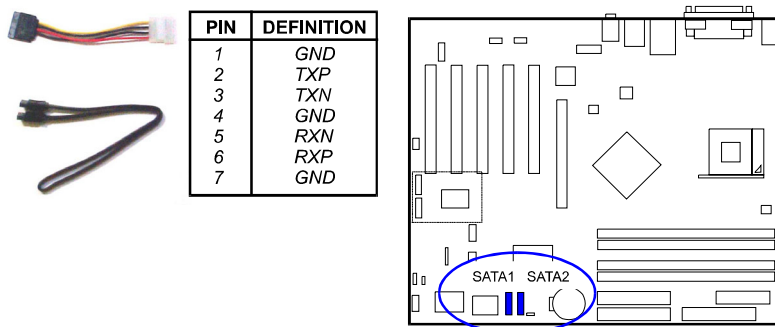 PIN DEFINITION
1 GND
2 TXP
3 TXN
4 GND
5 RXN
6 RXP
7 GND
SATA1 SATA2